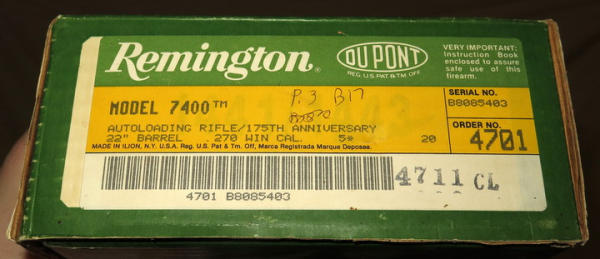 Remington®
DU PONT
REG. U.S. PAT & TM. OFF.
VERY IMPORTANT:
Instruction Book
enclosed to assure
safe use of this
firearm.
MODEL 7400™
P.3 B17
AUTOLOADING RIFLE/175TH ANNIVERSARY
22" BARREL 270 WIN CAL. 5* 20
MADE IN ILION, N.Y. U.S.A. Reg. U.S. Pat & Tm. Off., Marca Registrada Marque Deposee.
SERIAL NO.
B8085403
ORDER NO.
4701
4711 CL
4701 B8085403